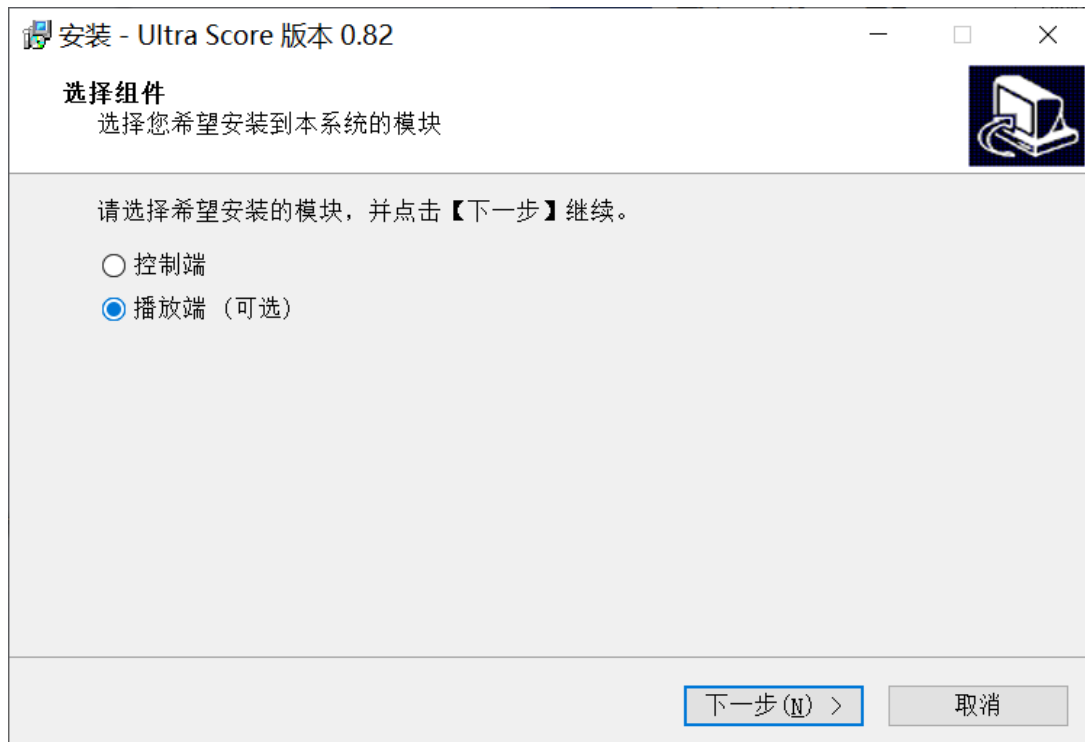 安装 - Ultra Score 版本 0.82
选择组件
选择您希望安装到本系统的模块
请选择希望安装的模块，并点击【下一步】继续。
控制端
播放端 （可选）
下一步(N) >
取消